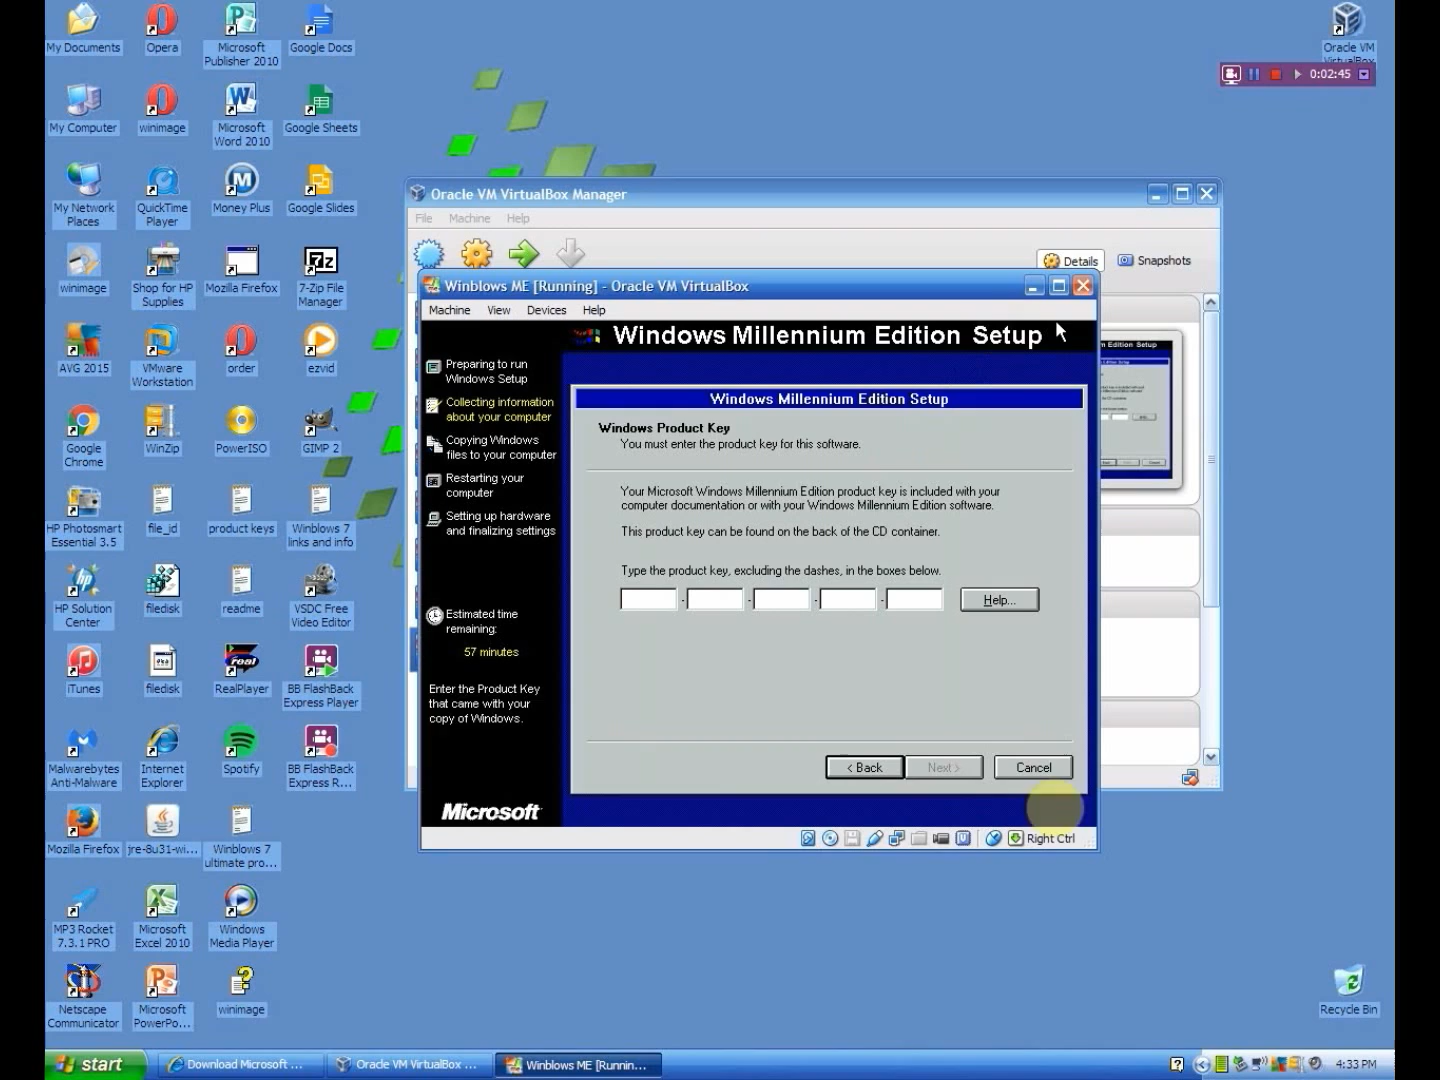 My Documents
Opera
Microsoft
Publisher 2010
Google Docs
Oracle VM
VirtualBox
0:02:45
My Computer
winimage
Microsoft
Word 2010
Google Sheets
My Network
Places
QuickTime
Player
Money Plus
Google Slides
winimage
Shop for HP
Supplies
Mozilla Firefox
7-Zip File
Manager
AVG 2015
VMware
Workstation
order
ezvid
Google
Chrome
WinZip
PowerISO
GIMP 2
HP Photosmart
Essential 3.5
file_id
product keys
Winblows 7
links and info
HP Solution
Center
filedisk
readme
VSDC Free
Video Editor
iTunes
filedisk
RealPlayer
BB FlashBack
Express Player
Malwarebytes
Anti-Malware
Internet
Explorer
Spotify
BB FlashBack
Express R...
Mozilla Firefox
jre-8u31-wi...
Winblows 7
ultimate pro...
MP3 Rocket
7.3.1 PRO
Microsoft
Excel 2010
Windows
Media Player
Netscape
Communicator
Microsoft
PowerPo...
winimage
Recycle Bin
Oracle VM VirtualBox Manager
File Machine Help
Details
Snapshots
Winblows ME [Running] - Oracle VM VirtualBox
Machine View Devices Help
Windows Millennium Edition Setup
Preparing to run
Windows Setup
Collecting information
about your computer
Copying Windows
files to your computer
Restarting your
computer
Setting up hardware
and finalizing settings
Estimated time
remaining:
57 minutes
Enter the Product Key
that came with your
copy of Windows.
Microsoft
Windows Millennium Edition Setup
Windows Product Key
You must enter the product key for this software.
Your Microsoft Windows Millennium Edition product key is included with your
computer documentation or with your Windows Millennium Edition software.
This product key can be found on the back of the CD container.
Type the product key, excluding the dashes, in the boxes below.
- - - -
Help...
< Back
Next >
Cancel
Right Ctrl
start
Download Microsoft ...
Oracle VM VirtualBox ...
Winblows ME [Runnin...
4:33 PM